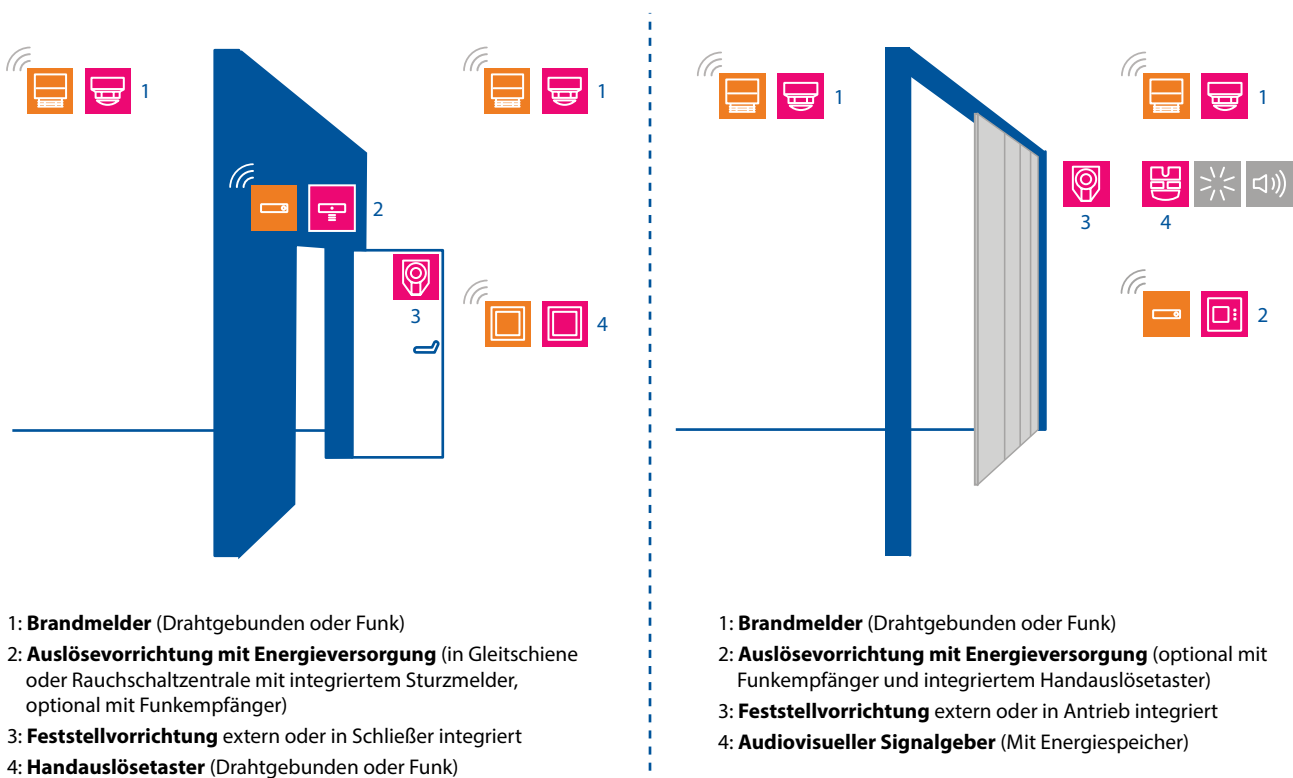 1
1
2
3
4
1: Brandmelder (Drahtgebunden oder Funk)
2: Auslösevorrichtung mit Energieversorgung (in Gleitschiene
oder Rauchschaltzentrale mit integriertem Sturzmelder,
optional mit Funkempfänger)
3: Feststellvorrichtung extern oder in Schließer integriert
4: Handauslösetaster (Drahtgebunden oder Funk)
1
1
3
4
2
1: Brandmelder (Drahtgebunden oder Funk)
2: Auslösevorrichtung mit Energieversorgung (optional mit
Funkempfänger und integriertem Handauslösetaster)
3: Feststellvorrichtung extern oder in Antrieb integriert
4: Audiovisueller Signalgeber (Mit Energiespeicher)